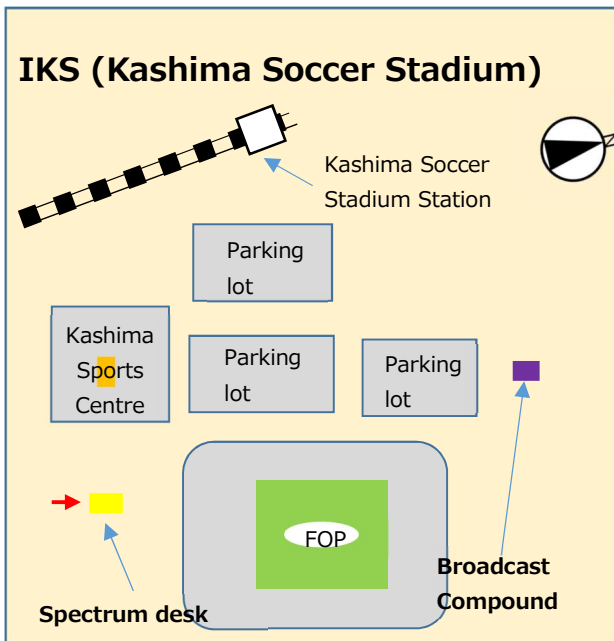 IKS (Kashima Soccer Stadium)
Kashima Soccer
Stadium Station
Parking
lot
Kashima
Sports
Centre
Parking
lot
Parking
lot
FOP
Broadcast
Compound
Spectrum desk